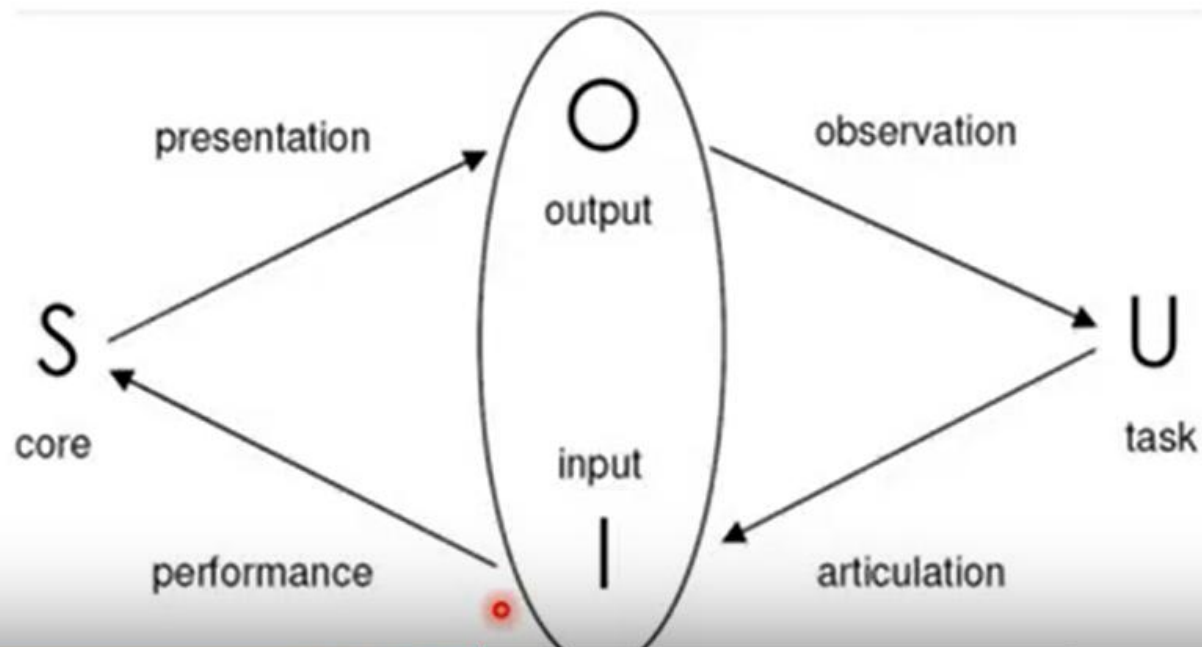 presentation
O
observation
output
S
U
core
task
input
I
performance
articulation